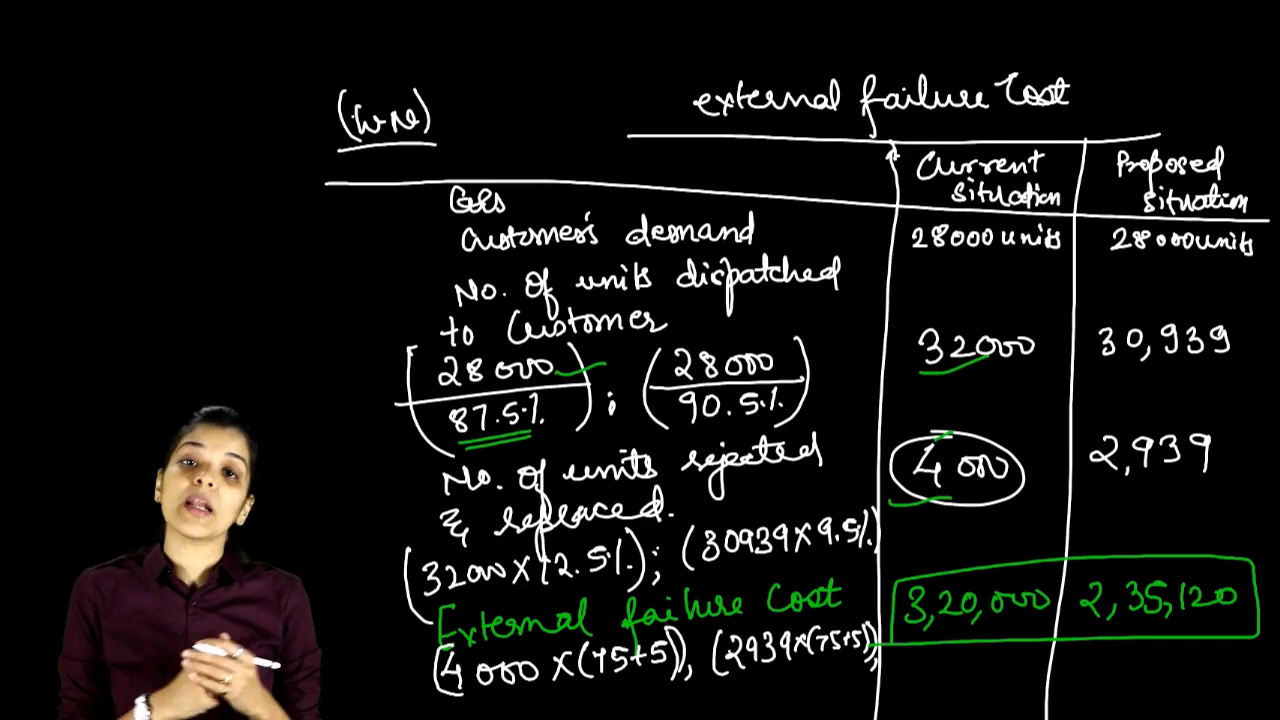 (W.N.)
external failure Cost
Current Situation
Proposed Situation
Customer's demand
28000 units
28000 units
No. of units dispatched
to Customer
32000
30,939
(28000/87.5%) ; (28000/90.5%)
No. of units rejected
& replaced.
4000
2,939
(32000 × 12.5%); (30939 × 9.5%)
External failure Cost
3,20,000
2,35,120
(4000 × (75+5)), (2939 × (75+5)),